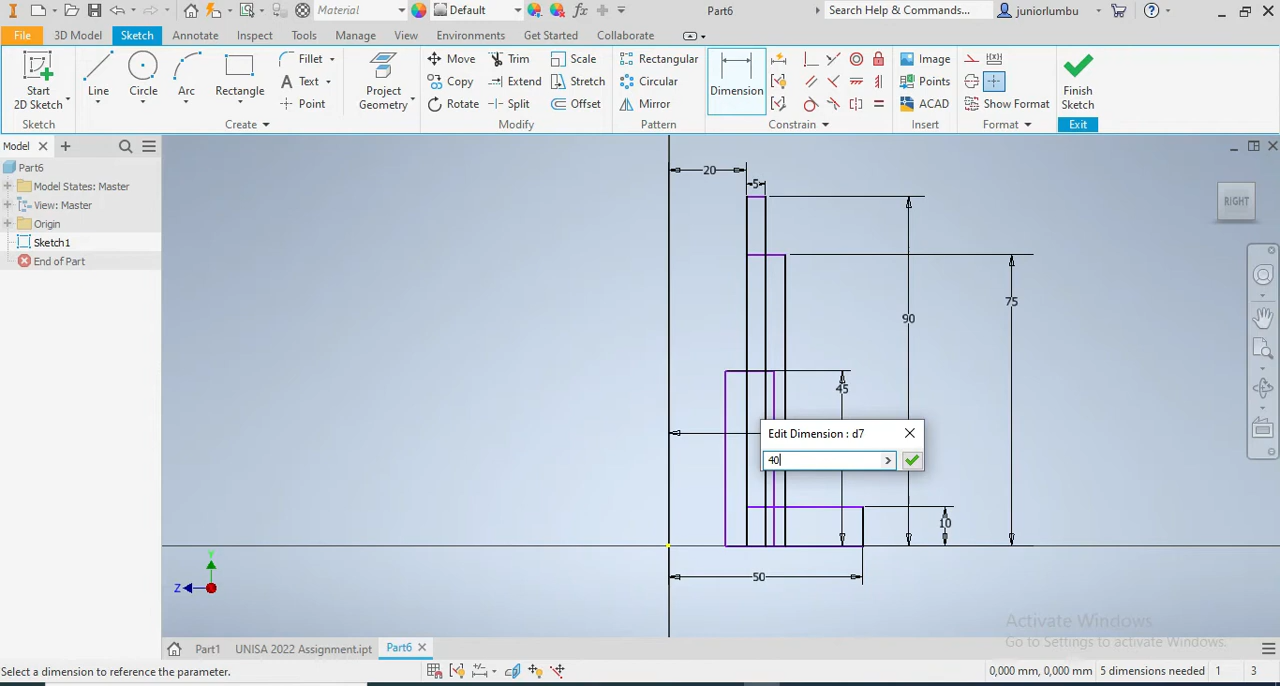 Material
Default
Part6
Search Help & Commands...
juniorlumbu
File
3D Model
Sketch
Annotate
Inspect
Tools
Manage
View
Environments
Get Started
Collaborate
Start
2D Sketch
Line
Circle
Arc
Rectangle
Fillet
Text
Point
Project
Geometry
Move
Trim
Scale
Copy
Extend
Stretch
Rotate
Split
Offset
Rectangular
Circular
Mirror
Dimension
Image
Points
ACAD
Show Format
Finish
Sketch
Sketch
Create
Modify
Pattern
Constrain
Insert
Format
Exit
Model
Part6
Model States: Master
View: Master
Origin
Sketch1
End of Part
20
5
RIGHT
75
90
45
Edit Dimension : d7
40
10
50
Y
Z
Activate Windows
Go to Settings to activate Windows.
Part1
UNISA 2022 Assignment.ipt
Part6
Select a dimension to reference the parameter.
0,000 mm, 0,000 mm
5 dimensions needed
1
3